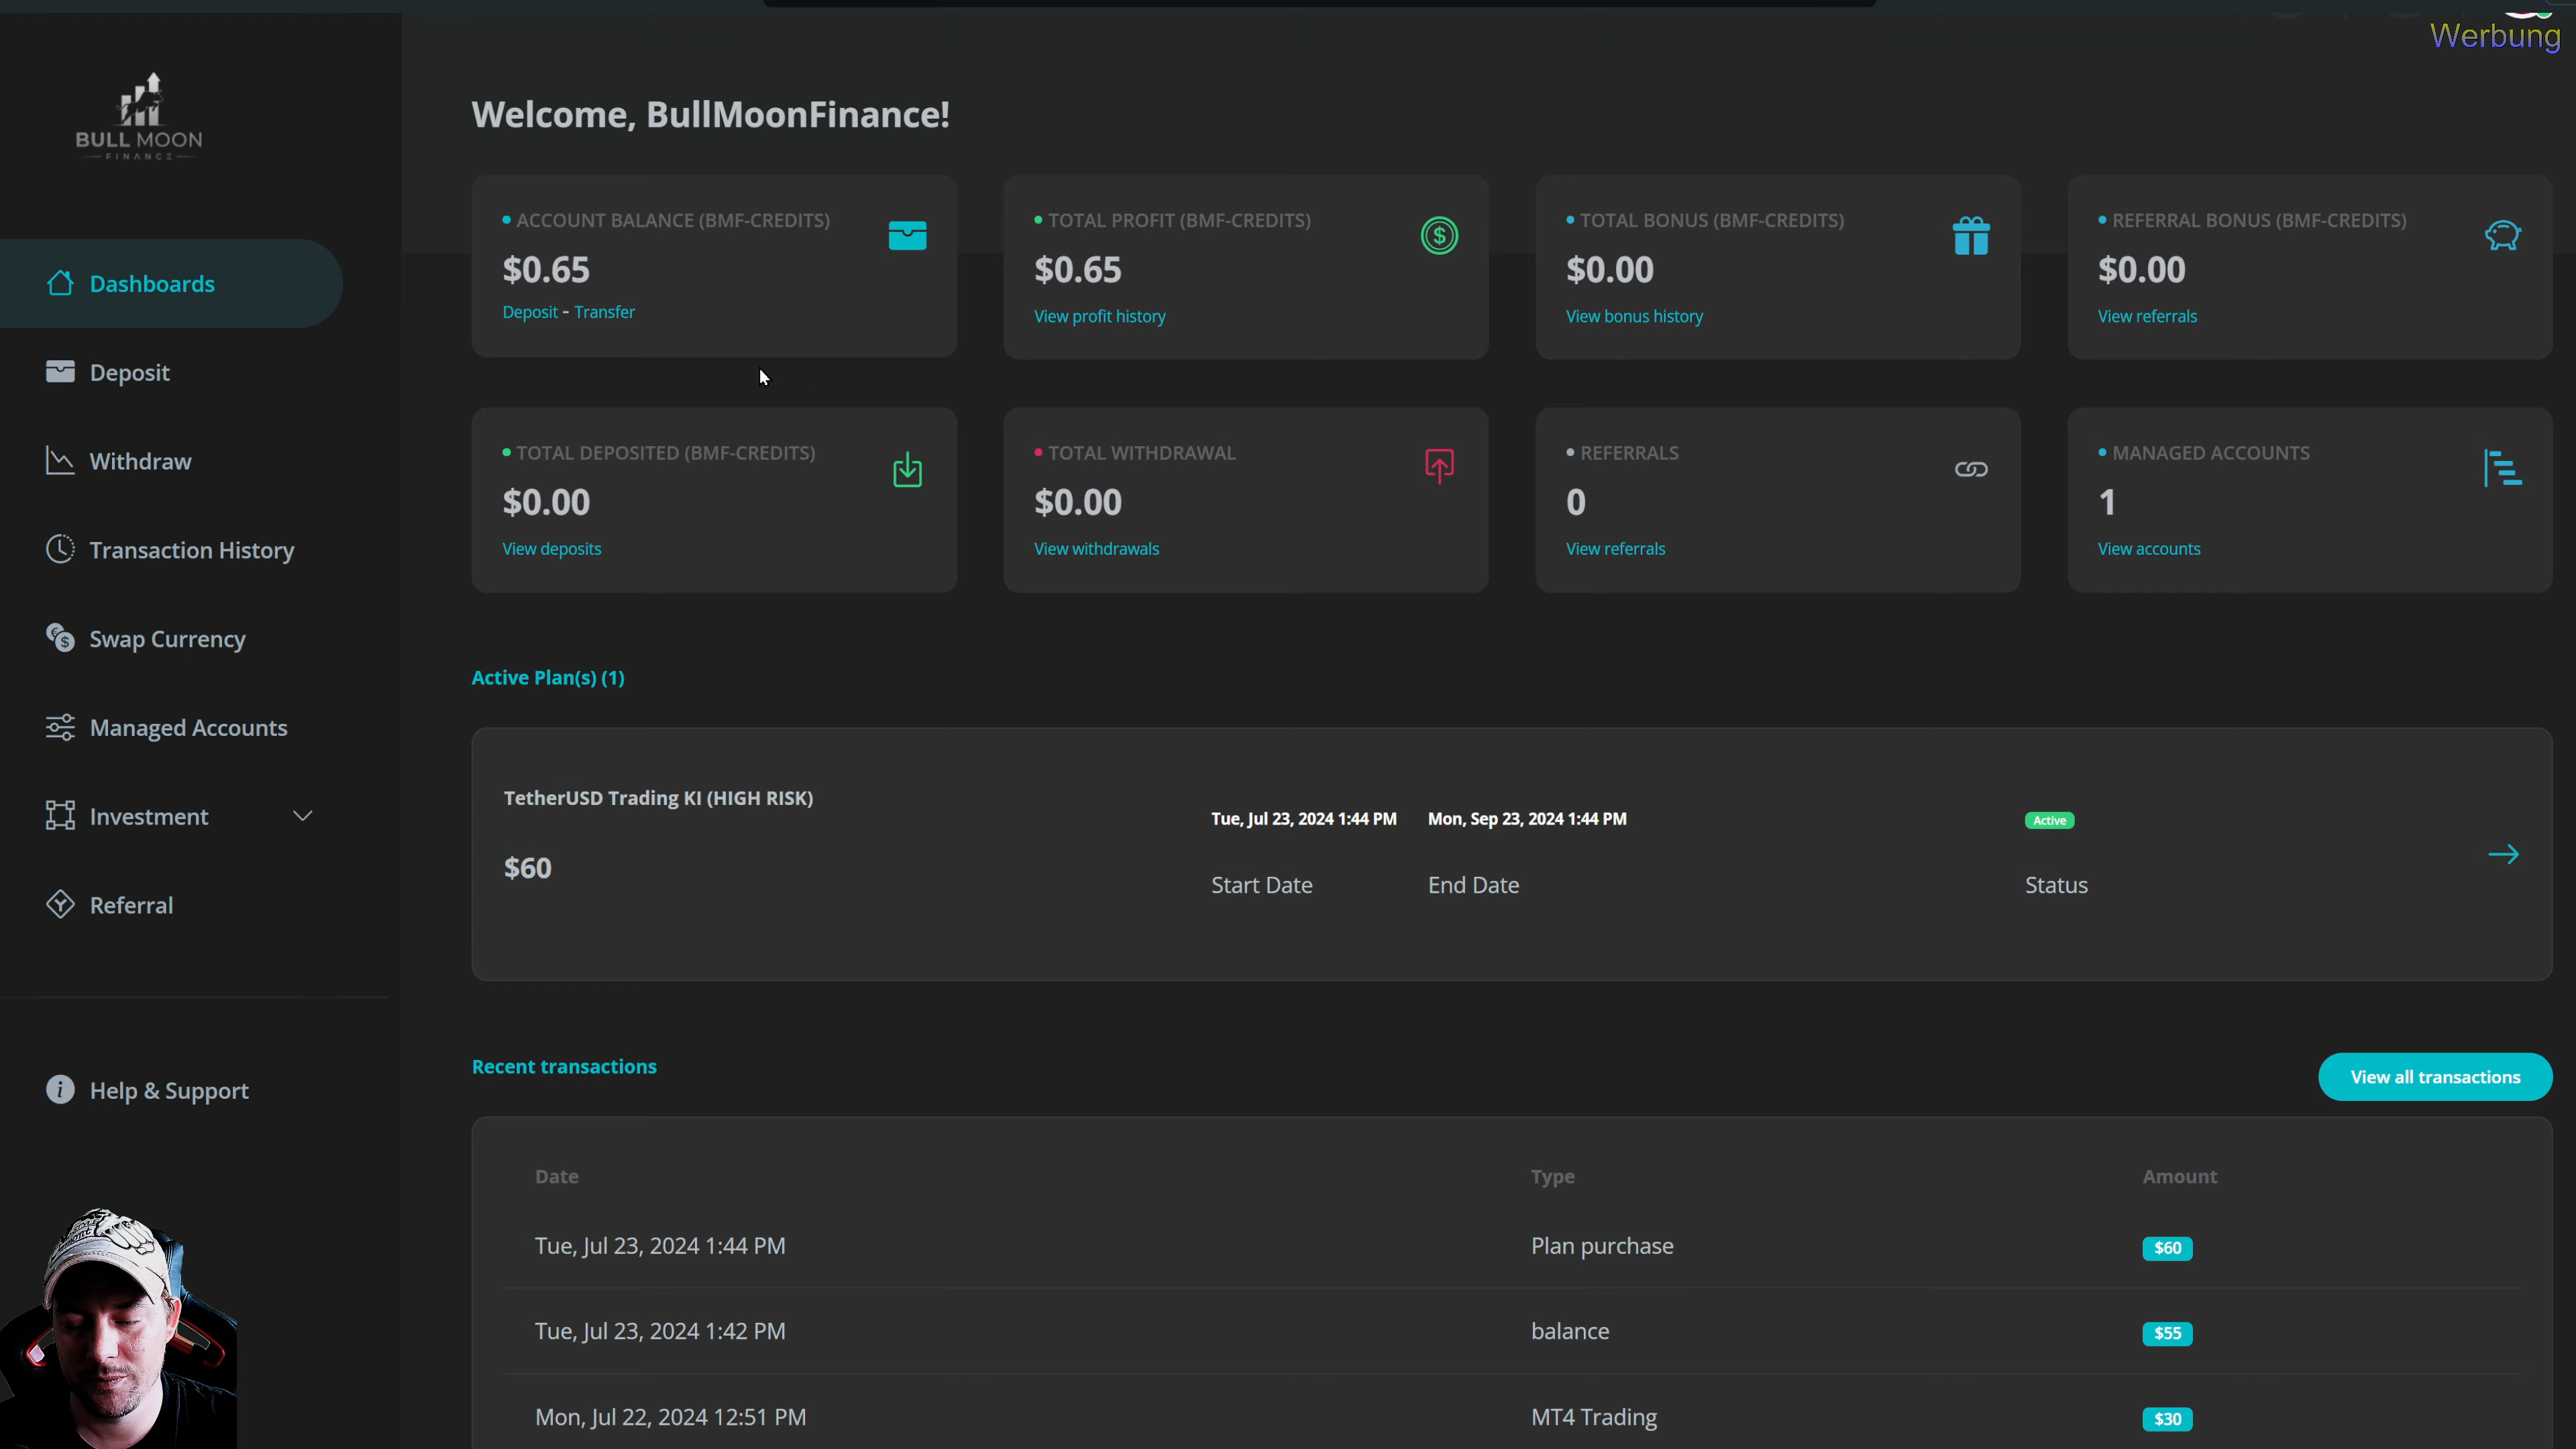 Werbung
BULL MOON
FINANCE
Welcome, BullMoonFinance!
ACCOUNT BALANCE (BMF-CREDITS)
$0.65
Deposit - Transfer
TOTAL PROFIT (BMF-CREDITS)
$0.65
View profit history
TOTAL BONUS (BMF-CREDITS)
$0.00
View bonus history
REFERRAL BONUS (BMF-CREDITS)
$0.00
View referrals
Dashboards
Deposit
Withdraw
Transaction History
Swap Currency
Managed Accounts
Investment
Referral
Help & Support
TOTAL DEPOSITED (BMF-CREDITS)
$0.00
View deposits
TOTAL WITHDRAWAL
$0.00
View withdrawals
REFERRALS
0
View referrals
MANAGED ACCOUNTS
1
View accounts
Active Plan(s) (1)
TetherUSD Trading KI (HIGH RISK)
$60
Tue, Jul 23, 2024 1:44 PM
Start Date
Mon, Sep 23, 2024 1:44 PM
End Date
Active
Status
Recent transactions
View all transactions
Date Type Amount
Tue, Jul 23, 2024 1:44 PM Plan purchase $60
Tue, Jul 23, 2024 1:42 PM balance $55
Mon, Jul 22, 2024 12:51 PM MT4 Trading $30